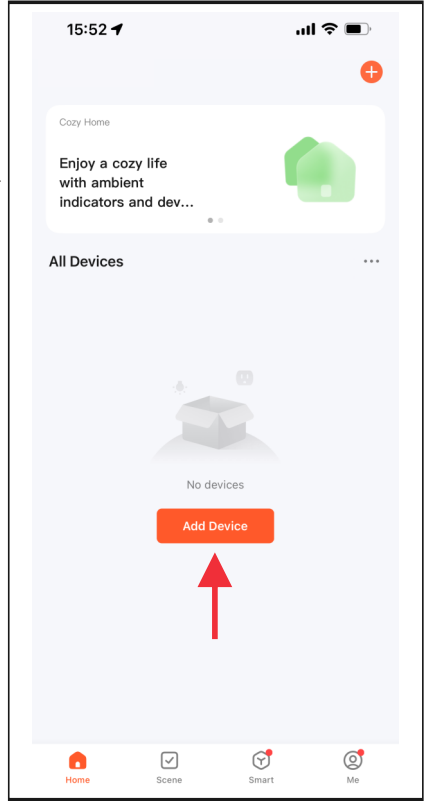 15:52
Cozy Home
Enjoy a cozy life
with ambient
indicators and dev...
All Devices
No devices
Add Device
Home
Scene
Smart
Me